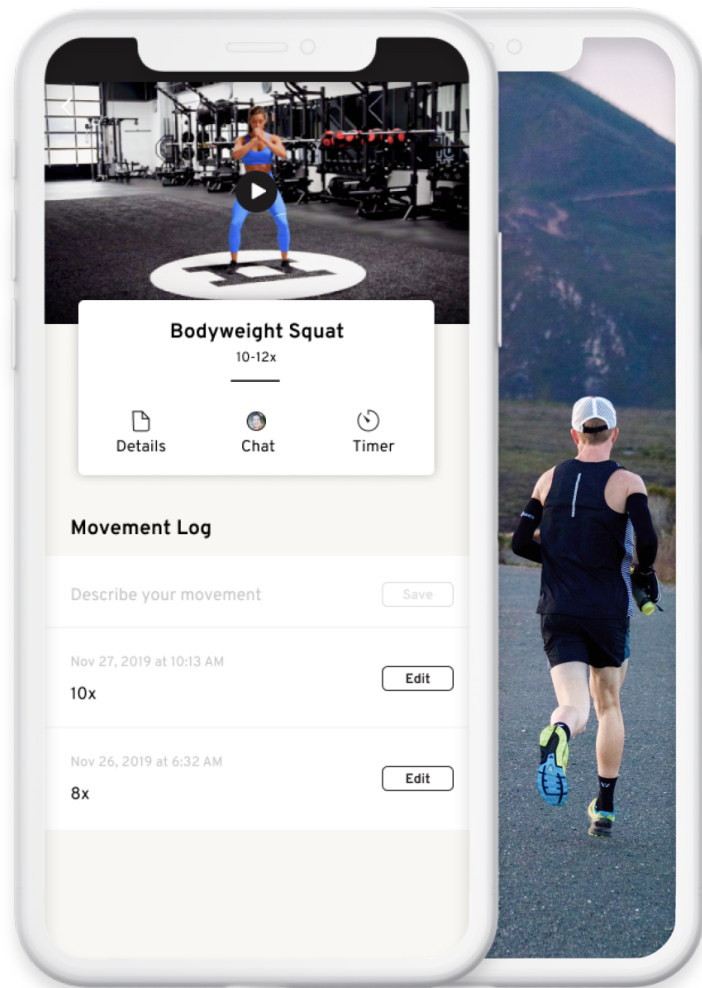 Bodyweight Squat
10-12x
Details Chat Timer
Movement Log
Describe your movement Save
Nov 27, 2019 at 10:13 AM
10x Edit
Nov 26, 2019 at 6:32 AM
8x Edit